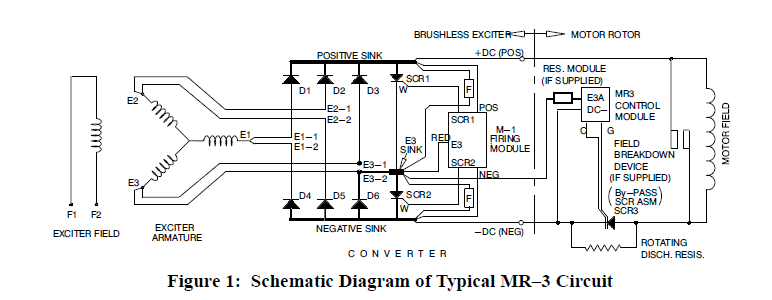 BRUSHLESS EXCITER
MOTOR ROTOR
POSITIVE SINK
+DC (POS)
RES. MODULE
(IF SUPPLIED)
D1
D2
D3
SCR1
W
F
POS
E2
E2–1
E2–2
SCR1
E3
SCR2
M–1
FIRING
MODULE
E3A
DC–
MR3
CONTROL
MODULE
MOTOR FIELD
E1
E1–1
E1–2
E3
SINK
RED
C
G
FIELD
BREAKDOWN
DEVICE
(IF SUPPLIED)
E3–1
E3–2
NEG
E3
D4
D5
D6
SCR2
W
F
(By–PASS
SCR ASM)
SCR3
F1
F2
EXCITER FIELD
EXCITER
ARMATURE
NEGATIVE SINK
–DC (NEG)
ROTATING
DISCH. RESIS.
CONVERTER
Figure 1: Schematic Diagram of Typical MR–3 Circuit